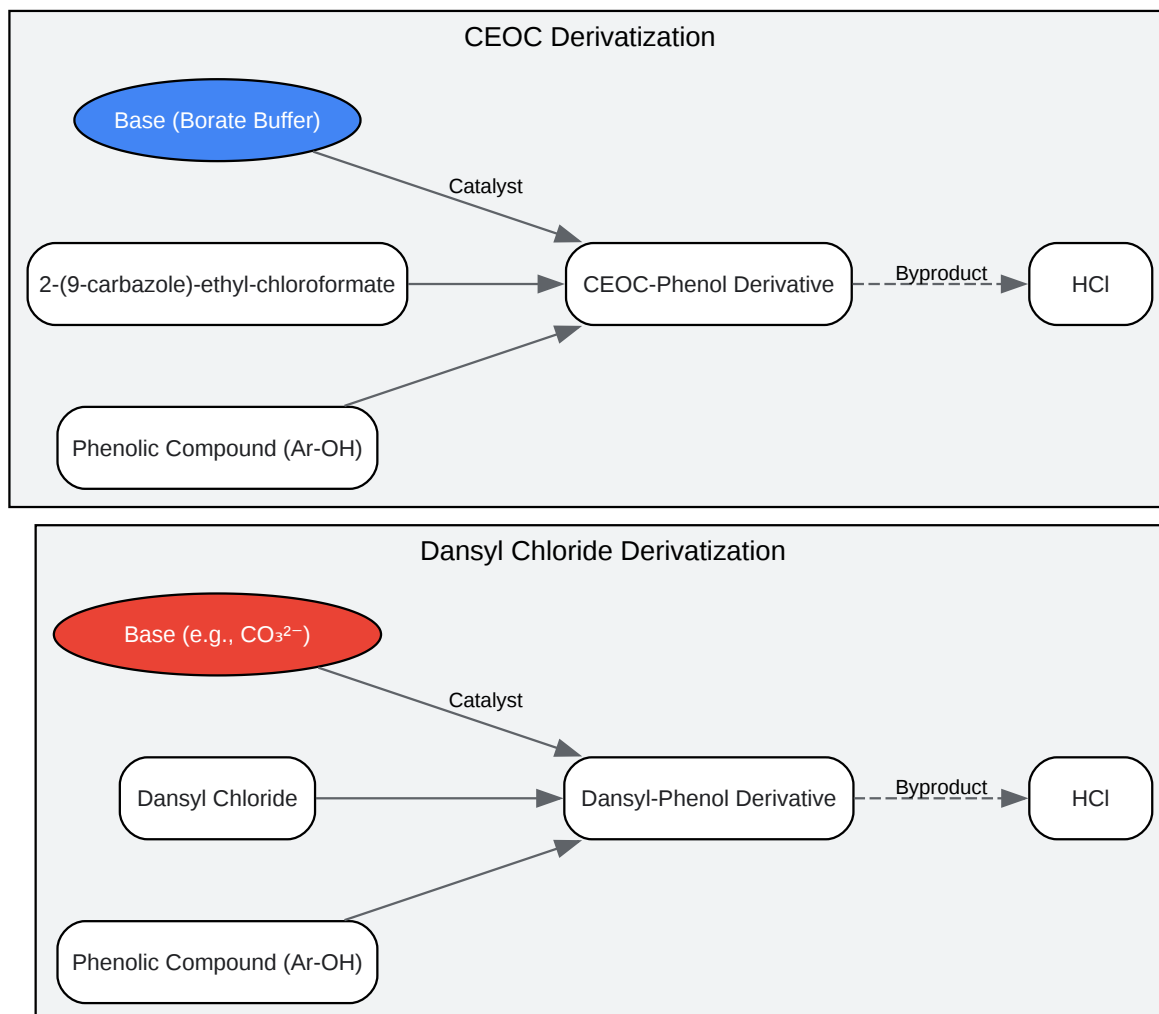 CEOC Derivatization
Base (Borate Buffer)
Catalyst
2-(9-carbazole)-ethyl-chloroformate
CEOC-Phenol Derivative
Byproduct
HCl
Phenolic Compound (Ar-OH)
Dansyl Chloride Derivatization
Base (e.g., CO₃²⁻)
Catalyst
Dansyl Chloride
Dansyl-Phenol Derivative
Byproduct
HCl
Phenolic Compound (Ar-OH)